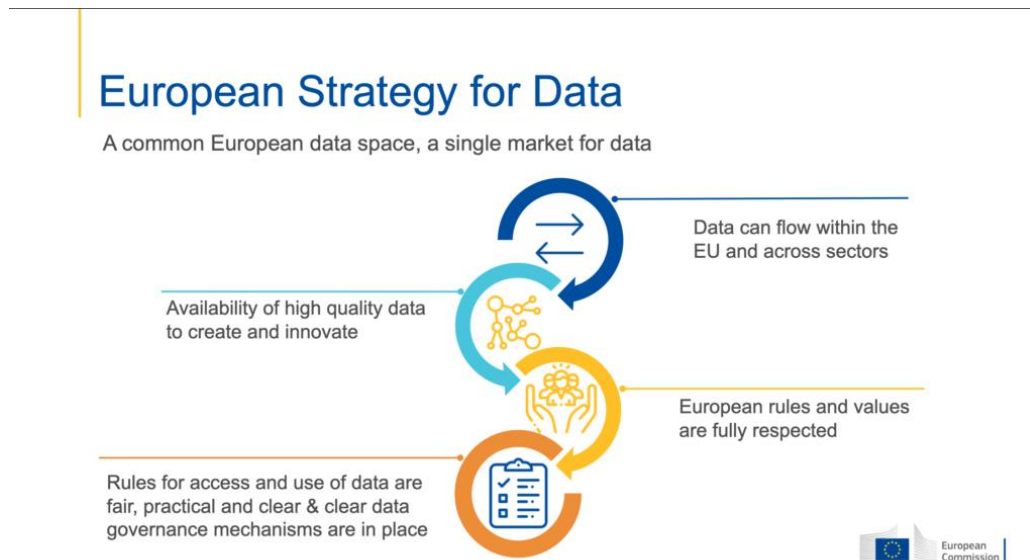 European Strategy for Data
A common European data space, a single market for data
Data can flow within the
EU and across sectors
Availability of high quality data
to create and innovate
European rules and values
are fully respected
Rules for access and use of data are
fair, practical and clear & clear data
governance mechanisms are in place
European
Commission